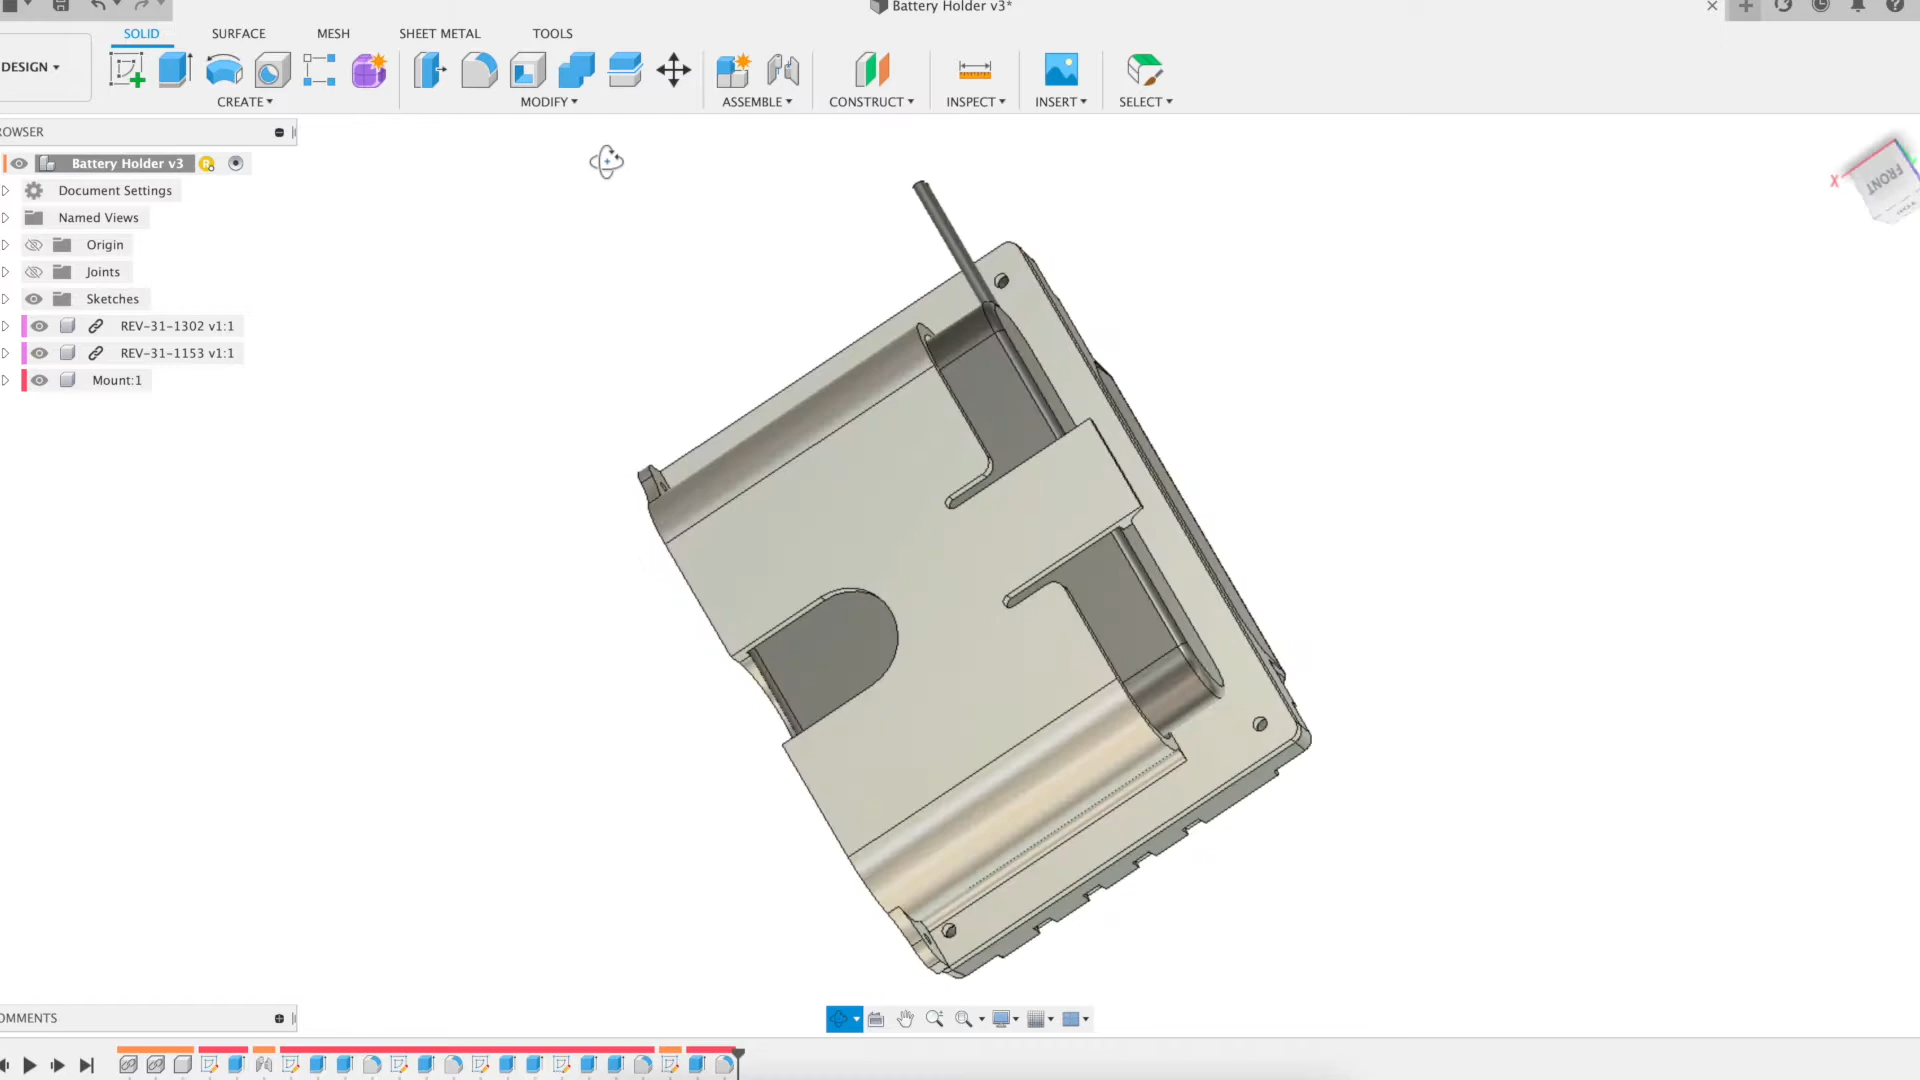 Battery Holder v3*
SOLID SURFACE MESH SHEET METAL TOOLS
DESIGN
CREATE MODIFY ASSEMBLE CONSTRUCT INSPECT INSERT SELECT
ROWSER
Battery Holder v3
Document Settings
Named Views
Origin
Joints
Sketches
REV-31-1302 v1:1
REV-31-1153 v1:1
Mount:1
X
FRONT
OMMENTS